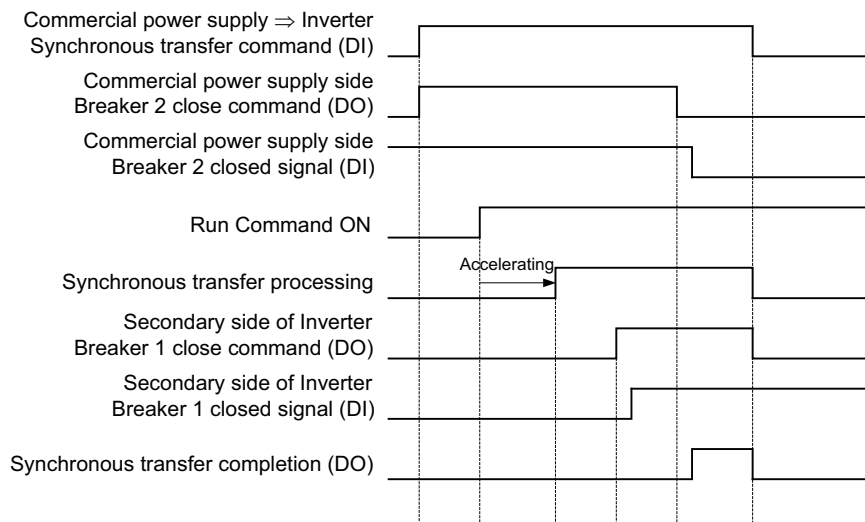 Commercial power supply ⇒ Inverter
Synchronous transfer command (DI)
Commercial power supply side
Breaker 2 close command (DO)
Commercial power supply side
Breaker 2 closed signal (DI)
Run Command ON
Accelerating
Synchronous transfer processing
Secondary side of Inverter
Breaker 1 close command (DO)
Secondary side of Inverter
Breaker 1 closed signal (DI)
Synchronous transfer completion (DO)